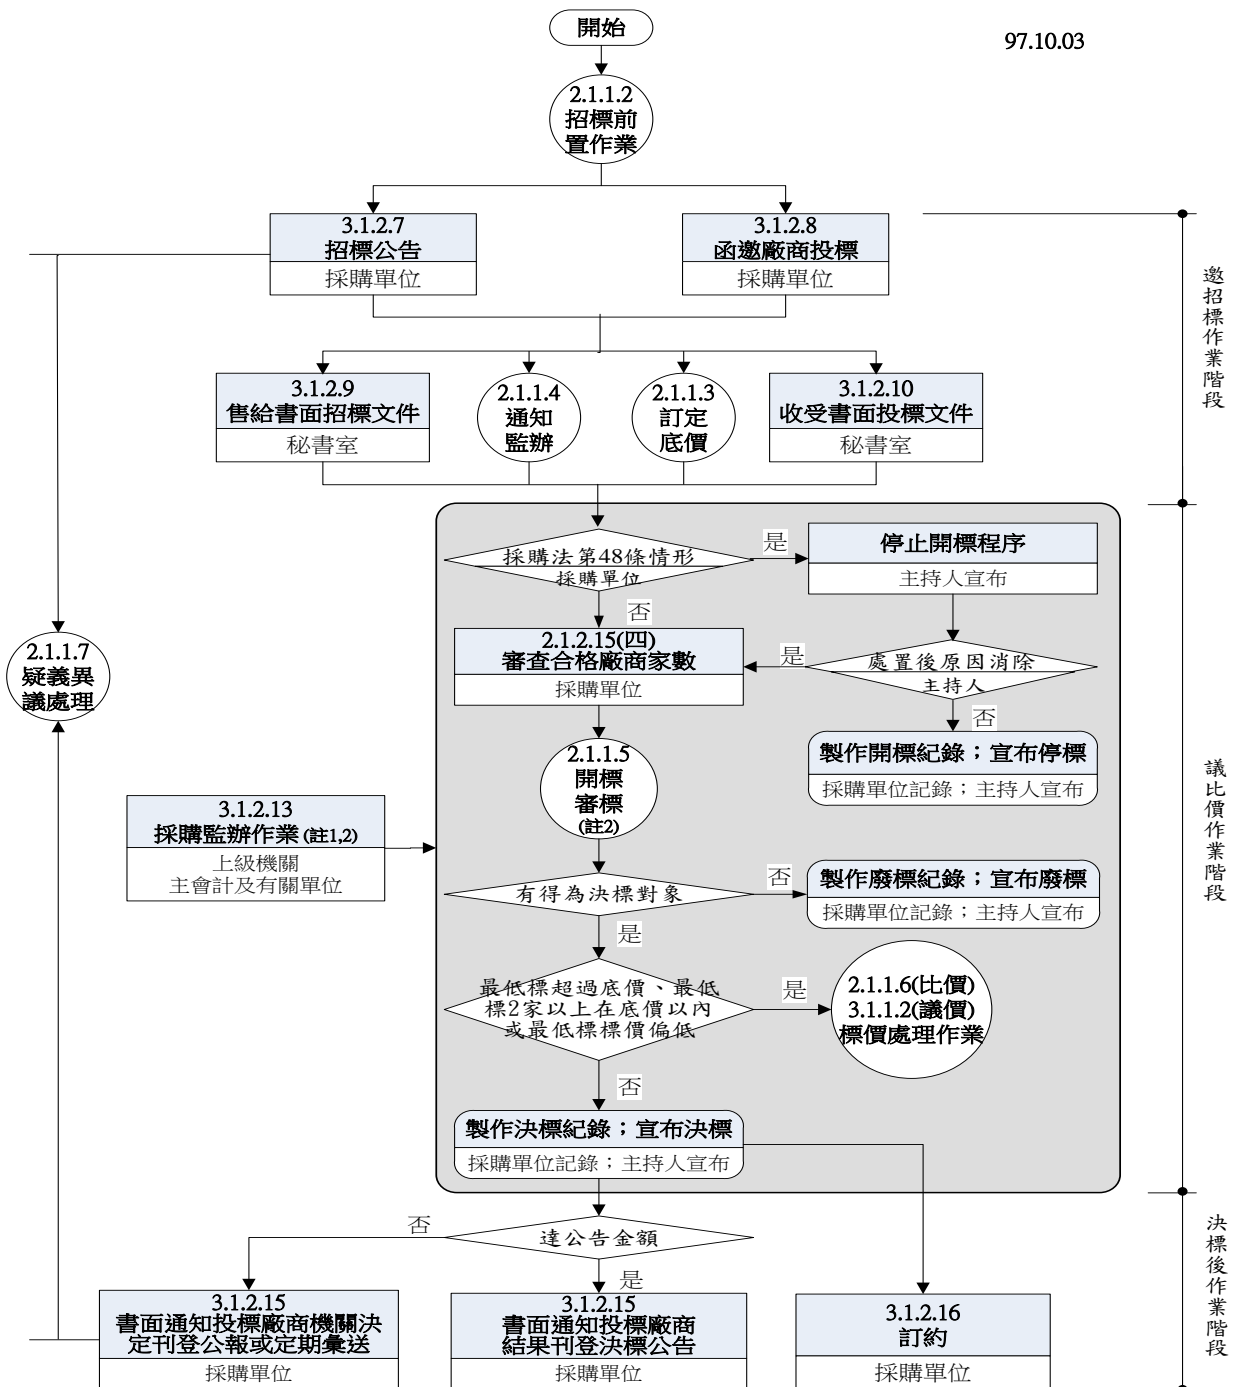 開始
97.10.03
2.1.1.2
招標前
置作業
3.1.2.7
招標公告
採購單位
3.1.2.8
函邀廠商投標
採購單位
邀招標作業階段
3.1.2.9
售給書面招標文件
秘書室
2.1.1.4
通知
監辦
2.1.1.3
訂定
底價
3.1.2.10
收受書面投標文件
秘書室
採購法第48條情形
採購單位
是
停止開標程序
主持人宣布
否
2.1.2.15(四)
審查合格廠商家數
採購單位
是
處置後原因消除
主持人
否
2.1.1.7
疑義異
議處理
製作開標紀錄；宣布停標
採購單位記錄；主持人宣布
2.1.1.5
開標
審標
(註2)
議比價作業階段
3.1.2.13
採購監辦作業(註1,2)
上級機關
主會計及有關單位
有得為決標對象
否
製作廢標紀錄；宣布廢標
採購單位記錄；主持人宣布
是
最低標超過底價、最低
標2家以上在底價以內
或最低標標價偏低
是
2.1.1.6(比價)
3.1.1.2(議價)
標價處理作業
否
製作決標紀錄；宣布決標
採購單位記錄；主持人宣布
達公告金額
否
是
決標後作業階段
3.1.2.15
書面通知投標廠商機關決
定刊登公報或定期彙送
採購單位
3.1.2.15
書面通知投標廠商
結果刊登決標公告
採購單位
3.1.2.16
訂約
採購單位